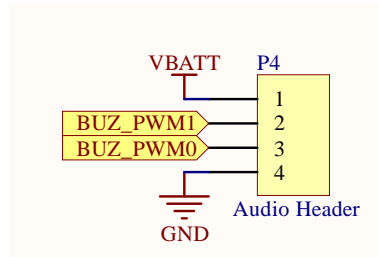 VBATT
P4
1
BUZ_PWM1
2
BUZ_PWM0
3
4
Audio Header
GND